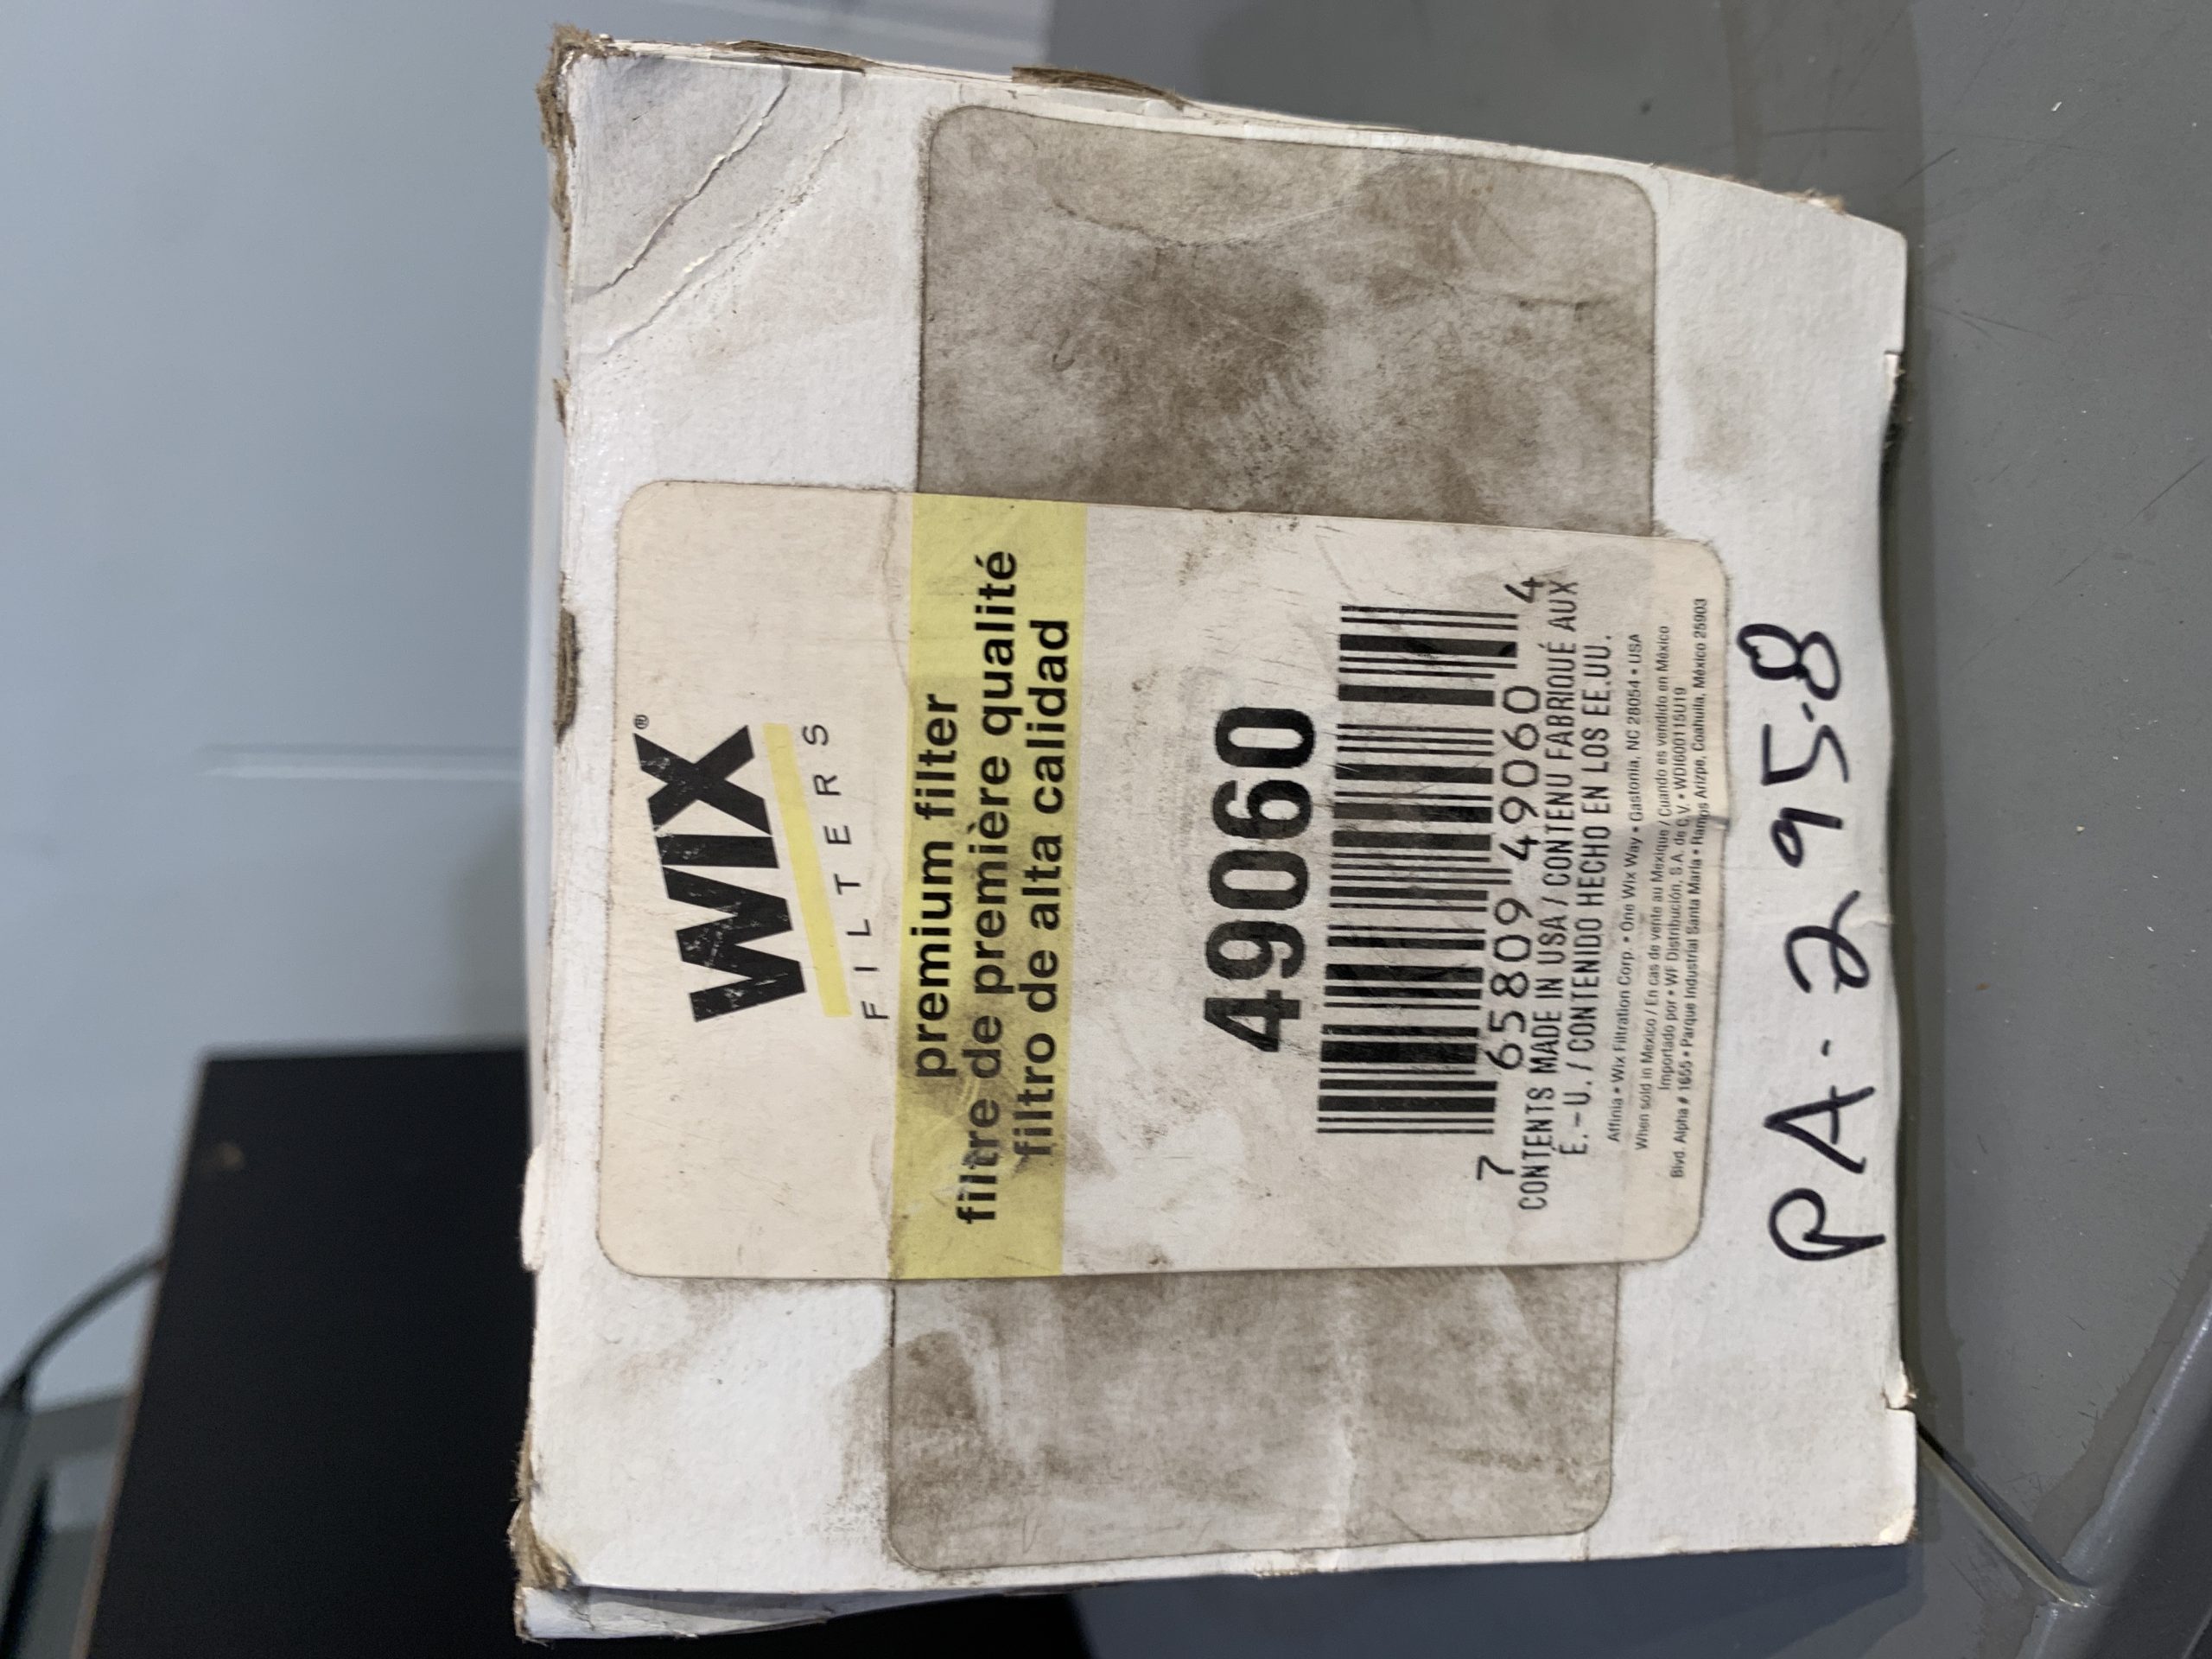 WIX®
FILTERS
premium filter
filtre de première qualité
filtro de alta calidad
49060
7 65809 49060 4
CONTENTS MADE IN USA / CONTENU FABRIQUÉ AUX
É.-U. / CONTENIDO HECHO EN LOS EE.UU.
Affinia • Wix Filtration Corp. • One Wix Way • Gastonia, NC 28054 • USA
When sold in Mexico / En cas de vente au Mexique / Cuando es vendido en México
Importado por • WF Distribución, S.A. de C.V. • WDI600115U19
Blvd. Alpha # 1655 • Parque Industrial Santa María • Ramos Arizpe, Coahuila, México 25903
PA-2958